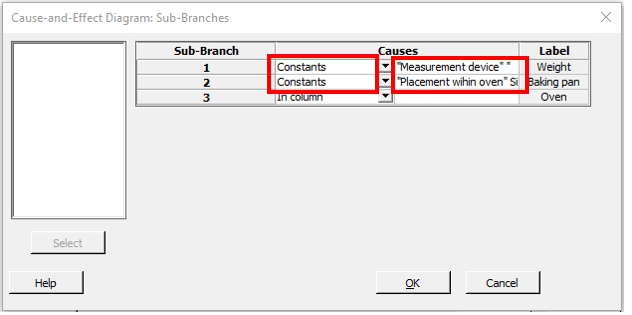 Cause-and-Effect Diagram: Sub-Branches
Sub-Branch Causes Label
1 Constants "Measurement device" " Weight
2 Constants "Placement wihin oven" Si Baking pan
3 In column Oven
Select
Help OK Cancel